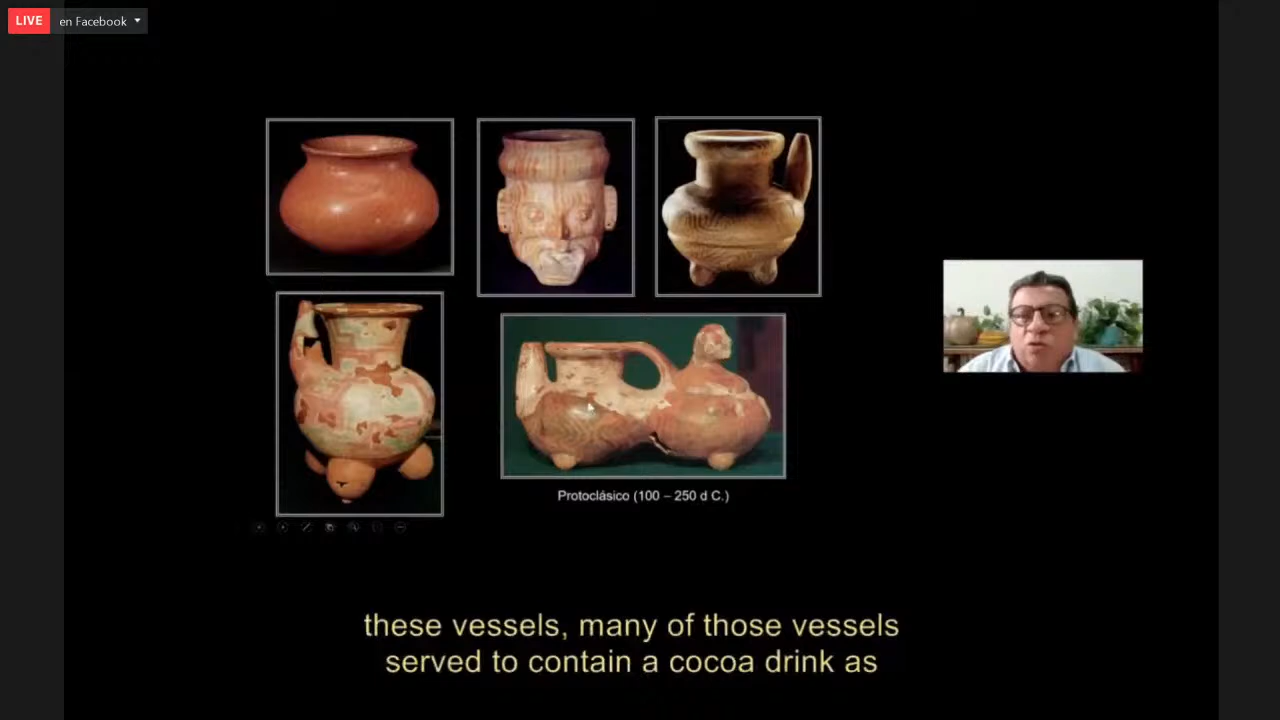 LIVE en Facebook
Protoclásico (100 – 250 d C.)
these vessels, many of those vessels
served to contain a cocoa drink as